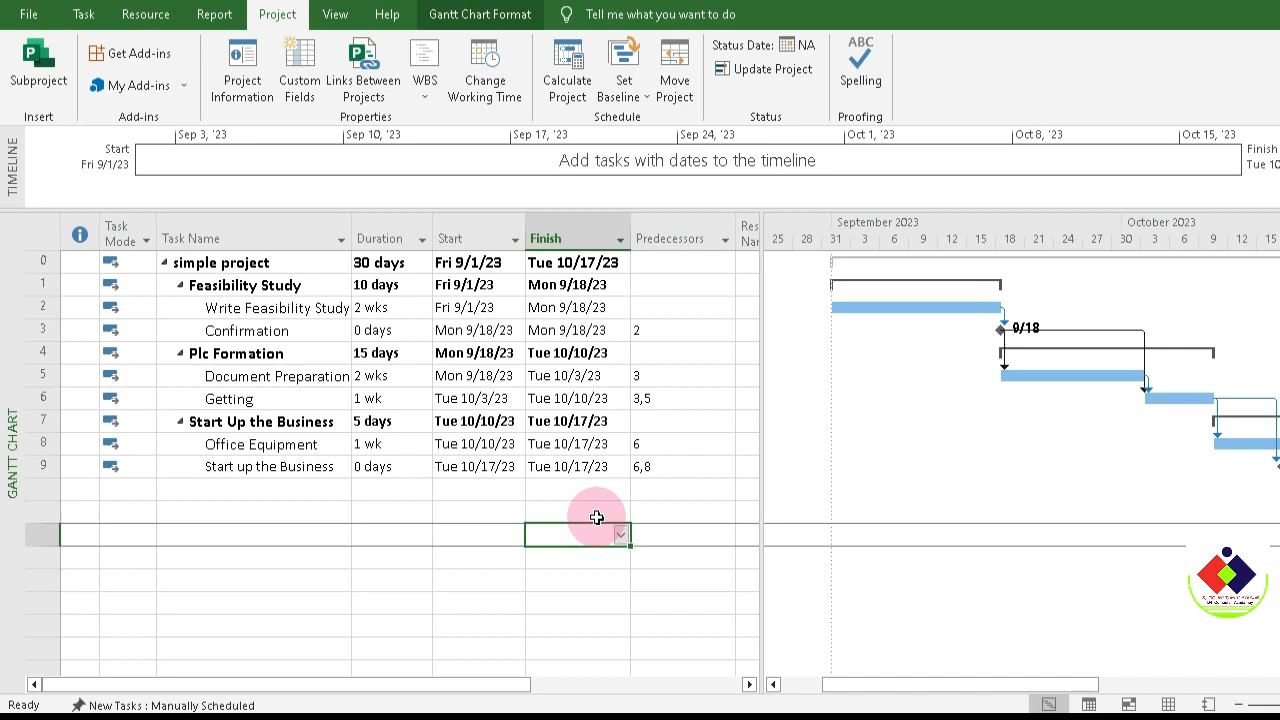 File Task Resource Report Project View Help Gantt Chart Format Tell me what you want to do
Subproject
Insert
Get Add-ins
My Add-ins
Add-ins
Project Information
Custom Fields
Links Between Projects
WBS
Change Working Time
Properties
Calculate Project
Set Baseline
Move Project
Schedule
Status Date: NA
Update Project
Status
ABC
Spelling
Proofing
TIMELINE
Sep 3, '23 Sep 10, '23 Sep 17, '23 Sep 24, '23 Oct 1, '23 Oct 8, '23 Oct 15, '23
Start
Fri 9/1/23
Add tasks with dates to the timeline
Finish
Tue 10
GANTT CHART
Task Mode Task Name Duration Start Finish Predecessors Res Nar
September 2023 October 2023
25 28 31 3 6 9 12 15 18 21 24 27 30 3 6 9 12 15
0 simple project 30 days Fri 9/1/23 Tue 10/17/23
1 Feasibility Study 10 days Fri 9/1/23 Mon 9/18/23
2 Write Feasibility Study 2 wks Fri 9/1/23 Mon 9/18/23
3 Confirmation 0 days Mon 9/18/23 Mon 9/18/23 2
9/18
4 Plc Formation 15 days Mon 9/18/23 Tue 10/10/23
5 Document Preparation 2 wks Mon 9/18/23 Tue 10/3/23 3
6 Getting 1 wk Tue 10/3/23 Tue 10/10/23 3,5
7 Start Up the Business 5 days Tue 10/10/23 Tue 10/17/23
8 Office Equipment 1 wk Tue 10/10/23 Tue 10/17/23 6
9 Start up the Business 0 days Tue 10/17/23 Tue 10/17/23 6,8
Ready New Tasks : Manually Scheduled